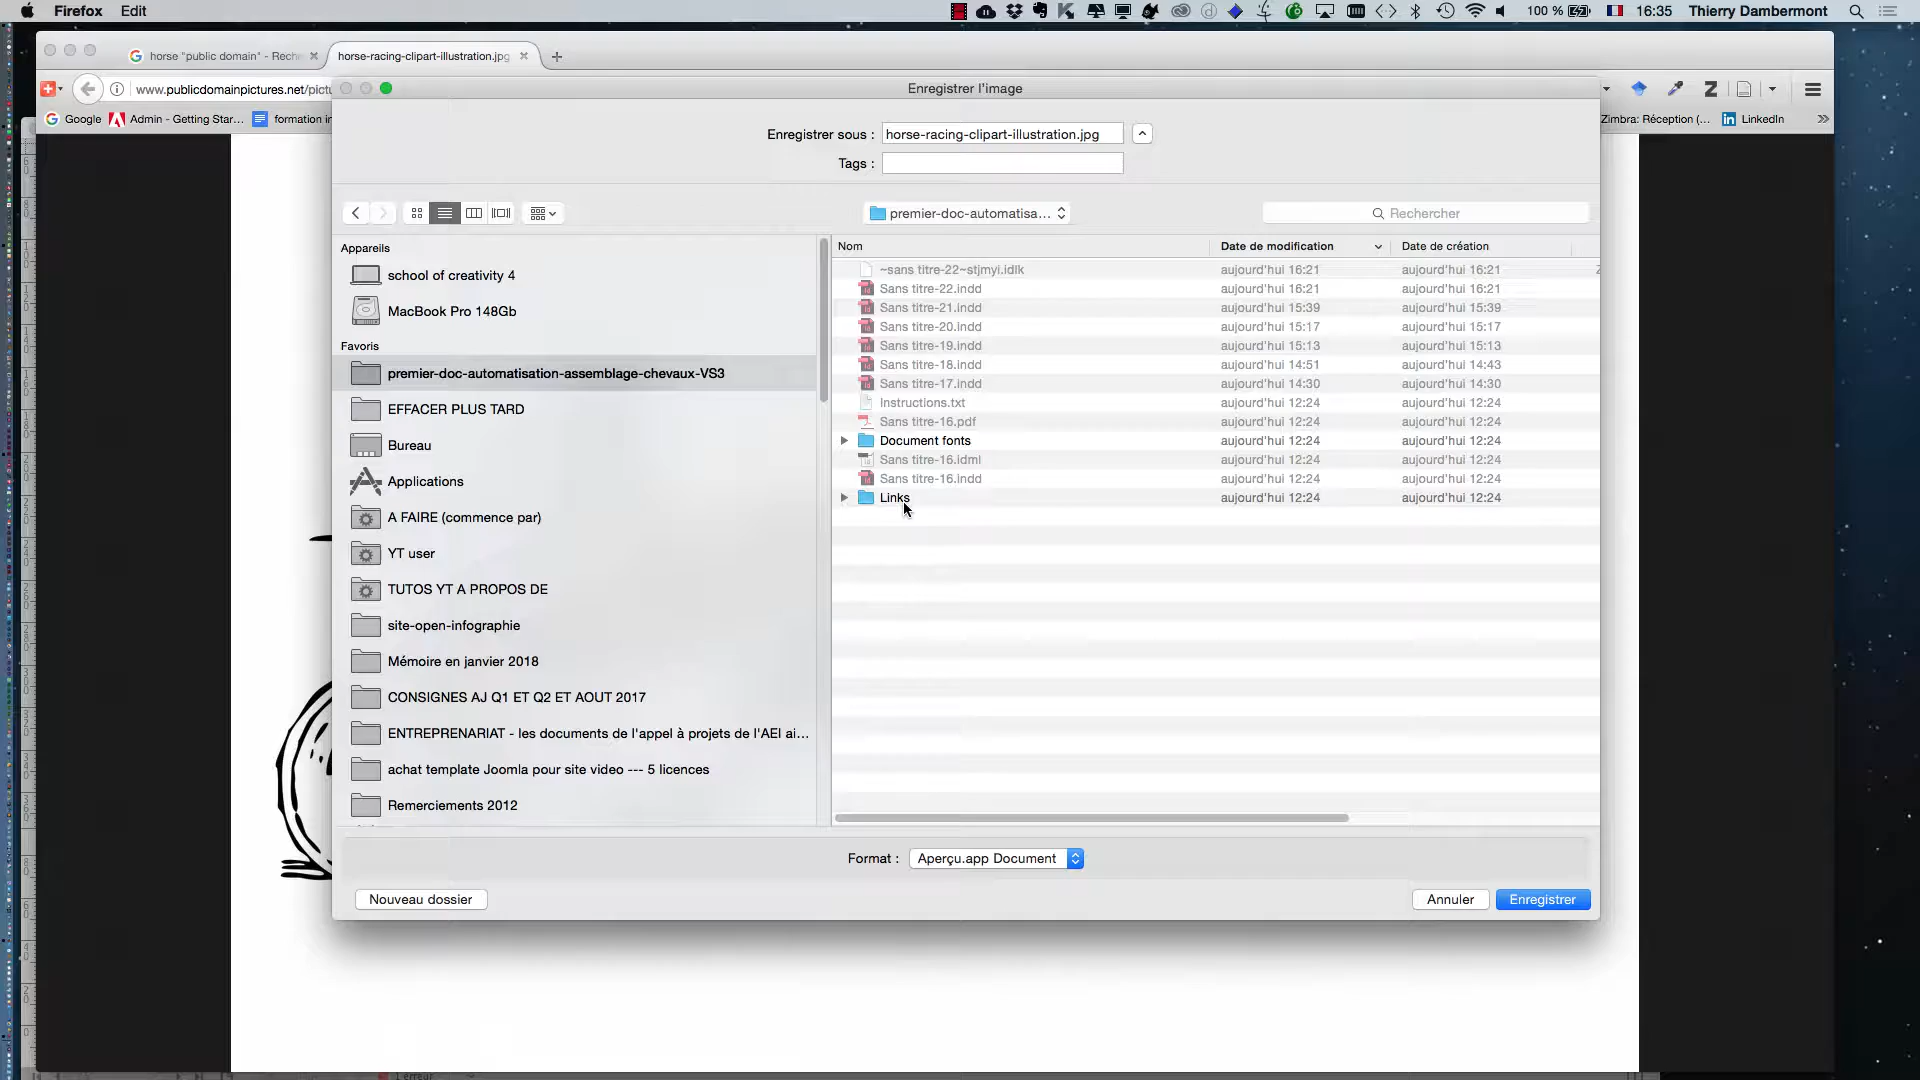 Firefox Edit
100 % 16:35 Thierry Dambermont
horse "public domain" - Rech
horse-racing-clipart-illustration.jpg
www.publicdomainpictures.net/pictu
Enregistrer l'image
Google
Admin - Getting Star...
formation in
Zimbra: Réception (...
LinkedIn
Enregistrer sous : horse-racing-clipart-illustration.jpg
Tags :
premier-doc-automatisa...
Rechercher
Appareils
school of creativity 4
MacBook Pro 148Gb
Favoris
premier-doc-automatisation-assemblage-chevaux-VS3
EFFACER PLUS TARD
Bureau
Applications
A FAIRE (commence par)
YT user
TUTOS YT A PROPOS DE
site-open-infographie
Mémoire en janvier 2018
CONSIGNES AJ Q1 ET Q2 ET AOUT 2017
ENTREPRENARIAT - les documents de l'appel à projets de l'AEI ai...
achat template Joomla pour site video --- 5 licences
Remerciements 2012
Nom Date de modification Date de création
~sans titre-22~stjmyi.idlk aujourd'hui 16:21 aujourd'hui 16:21
Sans titre-22.indd aujourd'hui 16:21 aujourd'hui 16:21
Sans titre-21.indd aujourd'hui 15:39 aujourd'hui 15:39
Sans titre-20.indd aujourd'hui 15:17 aujourd'hui 15:17
Sans titre-19.indd aujourd'hui 15:13 aujourd'hui 15:13
Sans titre-18.indd aujourd'hui 14:51 aujourd'hui 14:43
Sans titre-17.indd aujourd'hui 14:30 aujourd'hui 14:30
Instructions.txt aujourd'hui 12:24 aujourd'hui 12:24
Sans titre-16.pdf aujourd'hui 12:24 aujourd'hui 12:24
Document fonts aujourd'hui 12:24 aujourd'hui 12:24
Sans titre-16.idml aujourd'hui 12:24 aujourd'hui 12:24
Sans titre-16.indd aujourd'hui 12:24 aujourd'hui 12:24
Links aujourd'hui 12:24 aujourd'hui 12:24
Format : Aperçu.app Document
Nouveau dossier
Annuler
Enregistrer
1 erreur